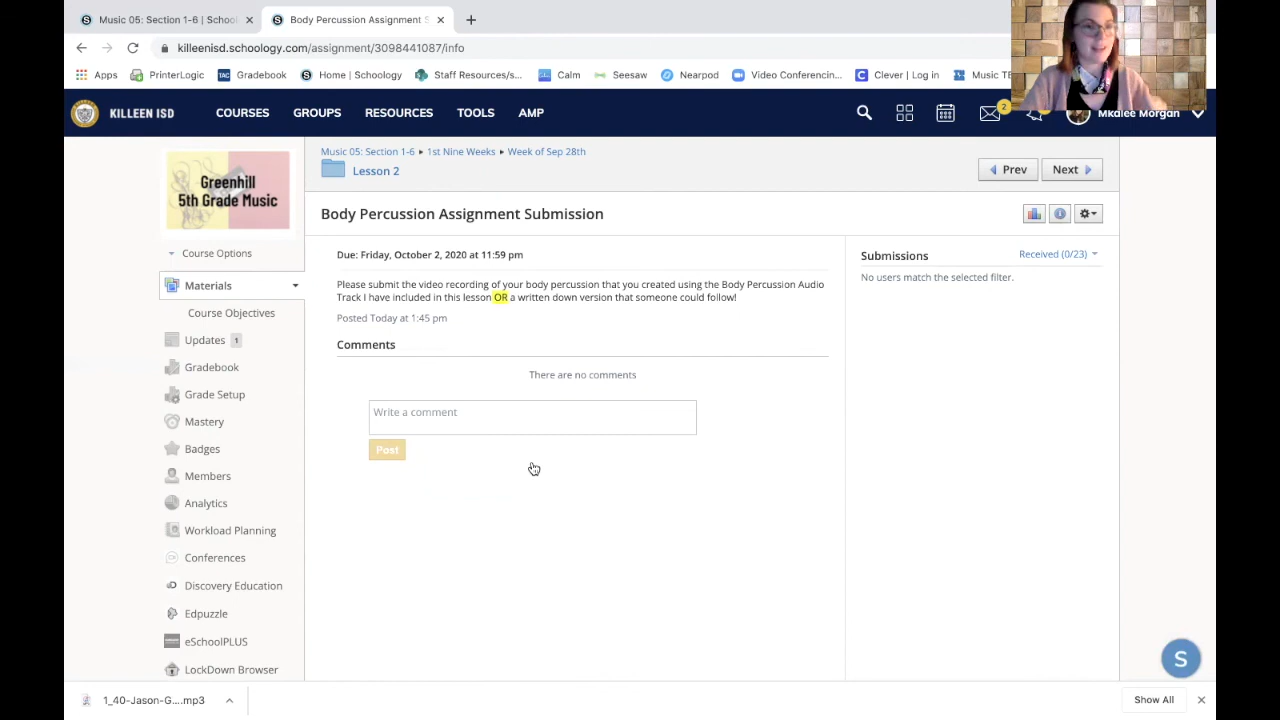 Music 05: Section 1-6 | School
Body Percussion Assignment S
killeenisd.schoology.com/assignment/3098441087/info
Apps
PrinterLogic
Gradebook
Home | Schoology
Staff Resources/s...
Calm
Seesaw
Nearpod
Video Conferencin...
Clever | Log in
Music TE
KILLEEN ISD
COURSES
GROUPS
RESOURCES
TOOLS
AMP
2
Mkalee Morgan
Greenhill
5th Grade Music
Music 05: Section 1-6 ▸ 1st Nine Weeks ▸ Week of Sep 28th
Lesson 2
Prev
Next
Body Percussion Assignment Submission
Course Options
Materials
Course Objectives
Updates 1
Gradebook
Grade Setup
Mastery
Badges
Members
Analytics
Workload Planning
Conferences
Discovery Education
Edpuzzle
eSchoolPLUS
LockDown Browser
Due: Friday, October 2, 2020 at 11:59 pm
Please submit the video recording of your body percussion that you created using the Body Percussion Audio
Track I have included in this lesson OR a written down version that someone could follow!
Posted Today at 1:45 pm
Comments
There are no comments
Write a comment
Post
Submissions
Received (0/23)
No users match the selected filter.
S
1_40-Jason-G....mp3
Show All